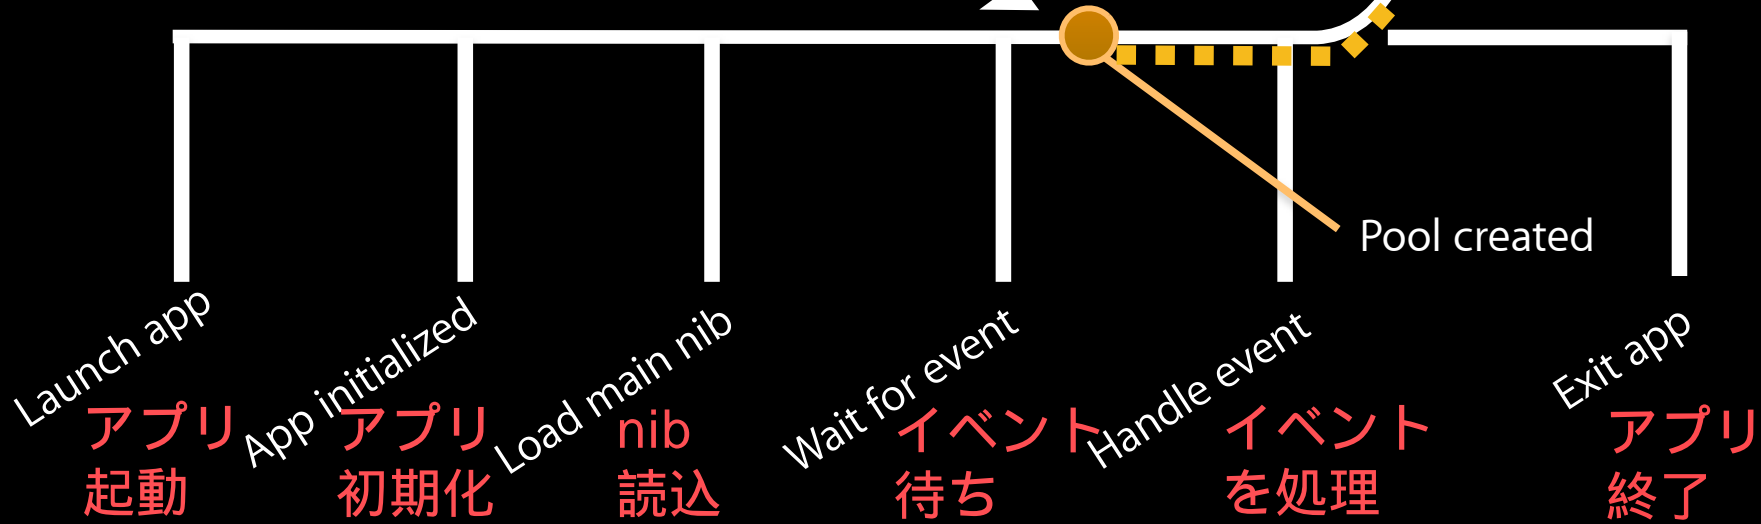 Pool created
Launch app
アプリ
起動
App initialized
アプリ
初期化
Load main nib
nib
読込
Wait for event
イベント
待ち
Handle event
イベント
を処理
Exit app
アプリ
終了